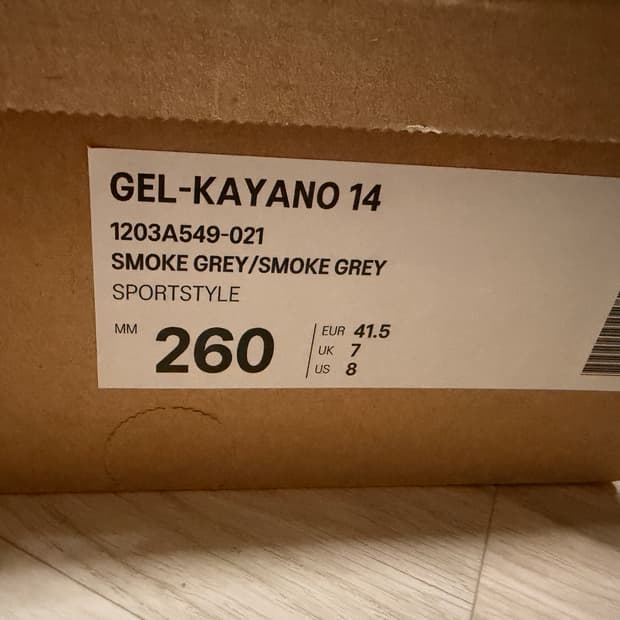 GEL-KAYANO 14
1203A549-021
SMOKE GREY/SMOKE GREY
SPORTSTYLE
MM 260
EUR 41.5
UK 7
US 8